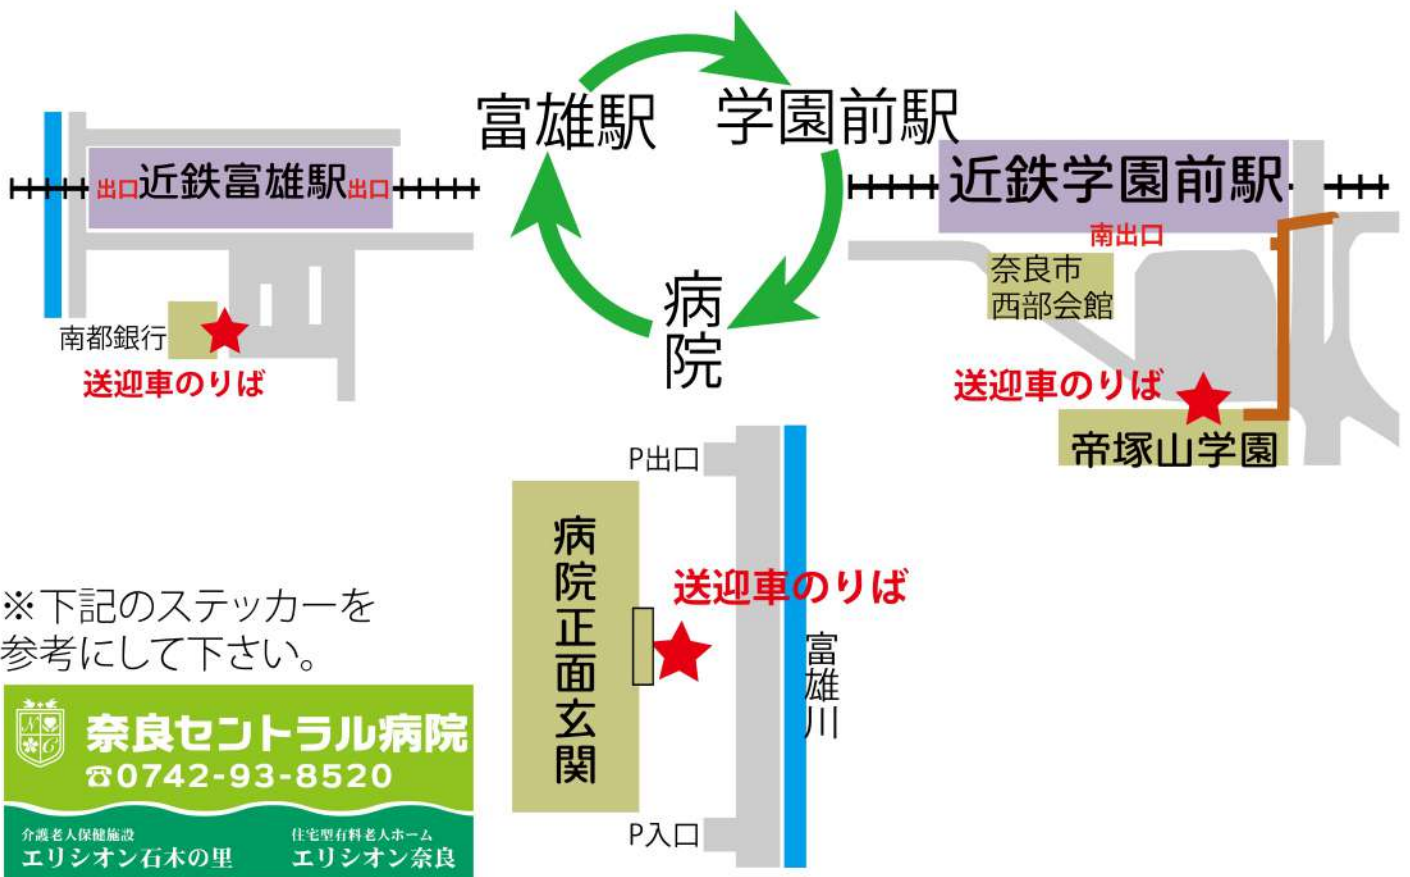 富雄駅
学園前駅
病院
出口近鉄富雄駅出口
南都銀行
送迎車のりば
近鉄学園前駅
南出口
奈良市
西部会館
送迎車のりば
帝塚山学園
P出口
病院正面玄関
送迎車のりば
富雄川
P入口
※下記のステッカーを
参考にして下さい。
N
C
奈良セントラル病院
☎0742-93-8520
介護老人保健施設
エリシオン石木の里
住宅型有料老人ホーム
エリシオン奈良